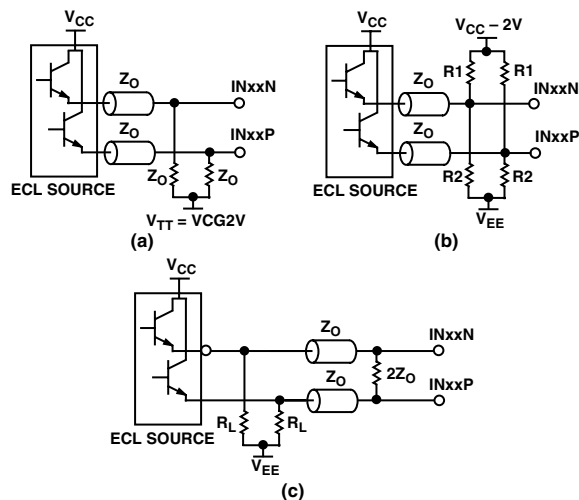 VCC
ZO
INxxN
ZO
INxxP
ZO
ZO
ECL SOURCE
VTT = VCG2V
(a)
VCC – 2V
VCC
R1
R1
ZO
INxxN
ZO
INxxP
R2
R2
ECL SOURCE
VEE
(b)
VCC
ZO
INxxN
2ZO
ZO
INxxP
RL
RL
ECL SOURCE
VEE
(c)